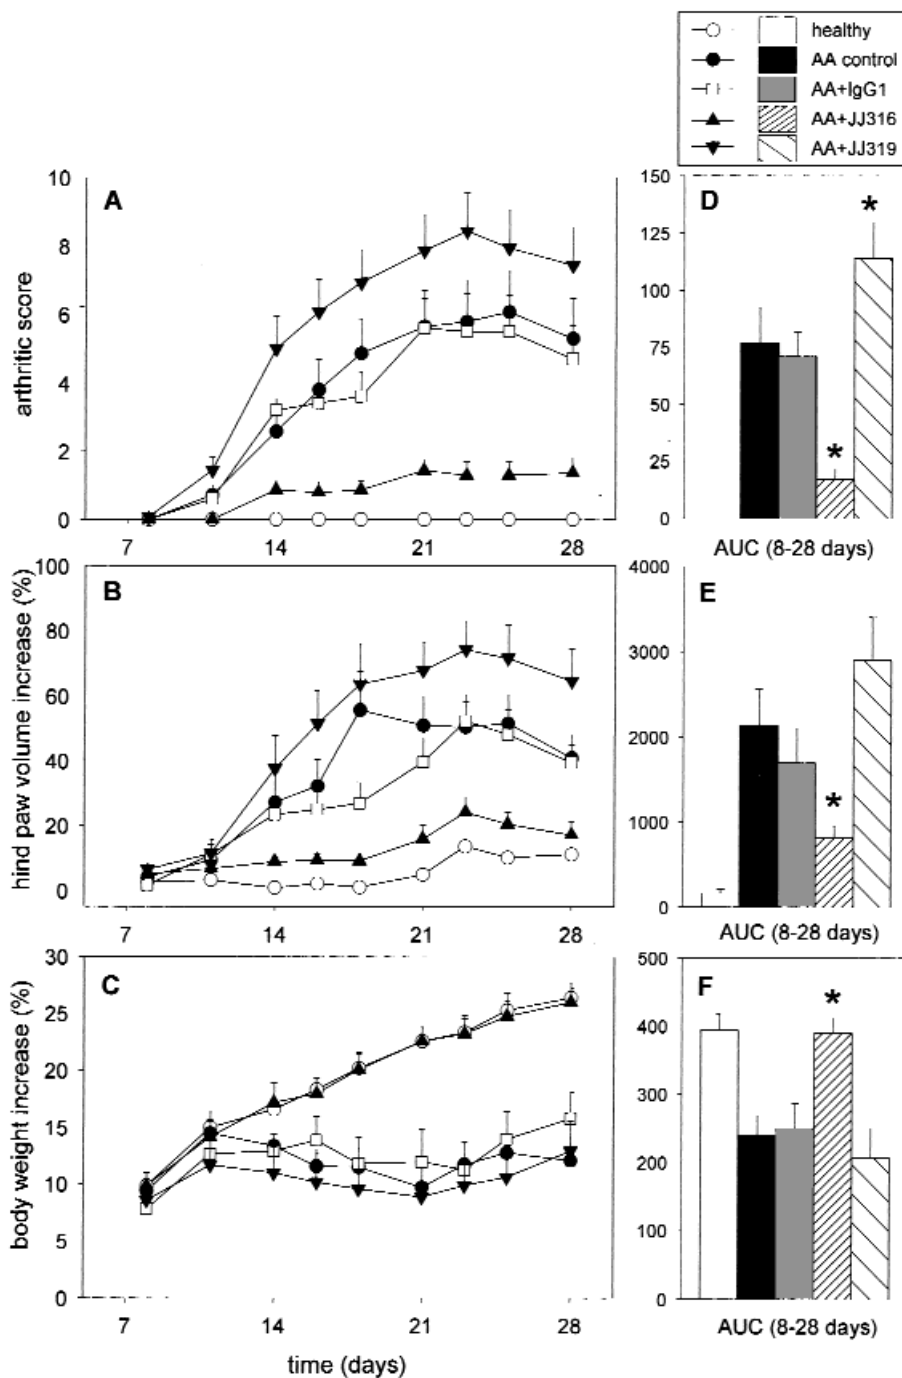 healthy
AA control
AA+IgG1
AA+JJ316
AA+JJ319
A
arthritic score
10
8
6
4
2
0
7
14
21
28
D
150
125
100
75
50
25
0
*
*
AUC (8-28 days)
B
hind paw volume increase (%)
100
80
60
40
20
0
7
14
21
28
E
4000
3000
2000
1000
0
*
AUC (8-28 days)
C
body weight increase (%)
30
25
20
15
10
5
0
7
14
21
28
time (days)
F
500
400
300
200
100
0
*
AUC (8-28 days)